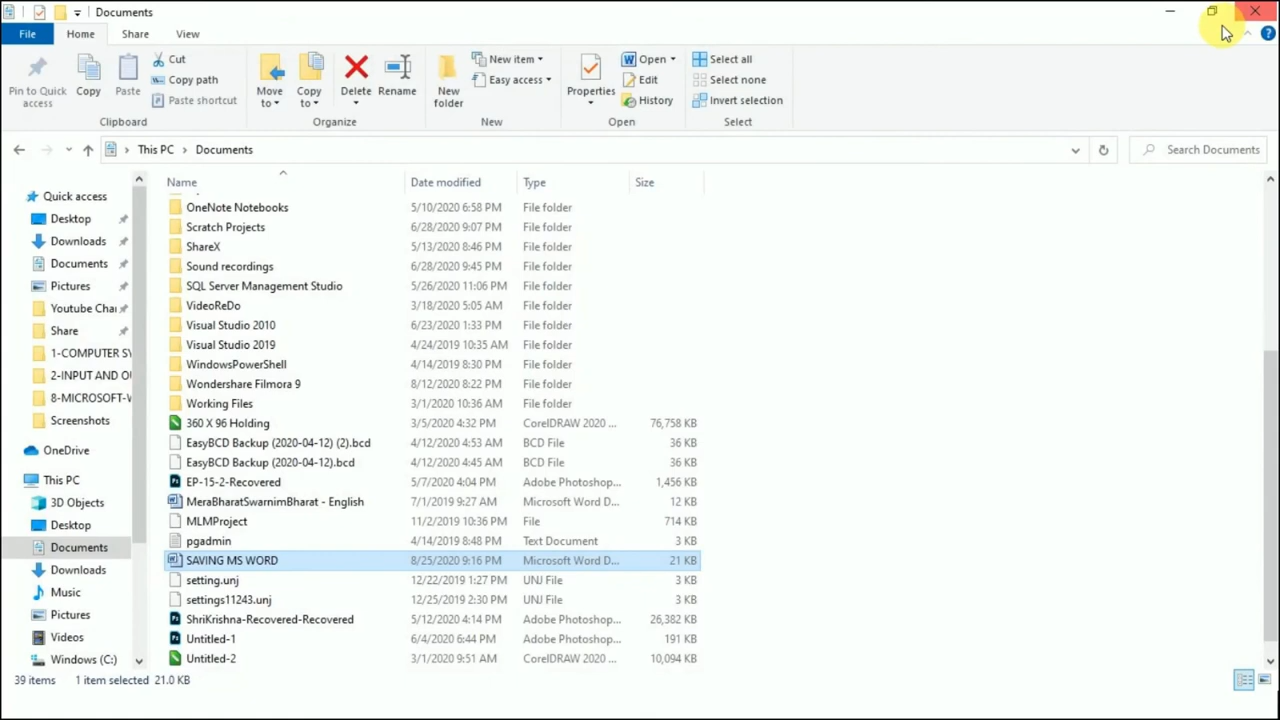 Documents
File Home Share View
Pin to Quick access
Copy
Paste
Cut
Copy path
Paste shortcut
Clipboard
Move to
Copy to
Delete
Rename
Organize
New folder
New item
Easy access
New
Properties
Open
Edit
History
Open
Select all
Select none
Invert selection
Select
This PC Documents
Search Documents
Name Date modified Type Size
Quick access
Desktop
Downloads
Documents
Pictures
Youtube Cha
Share
1-COMPUTER SY
2-INPUT AND OU
8-MICROSOFT-W
Screenshots
OneDrive
This PC
3D Objects
Desktop
Documents
Downloads
Music
Pictures
Videos
Windows (C:)
OneNote Notebooks 5/10/2020 6:58 PM File folder
Scratch Projects 6/28/2020 9:07 PM File folder
ShareX 5/13/2020 8:46 PM File folder
Sound recordings 6/28/2020 9:45 PM File folder
SQL Server Management Studio 5/26/2020 11:06 PM File folder
VideoReDo 3/18/2020 5:05 AM File folder
Visual Studio 2010 6/23/2020 1:33 PM File folder
Visual Studio 2019 4/24/2019 10:35 AM File folder
WindowsPowerShell 4/14/2019 8:30 PM File folder
Wondershare Filmora 9 8/12/2020 8:22 PM File folder
Working Files 3/1/2020 10:36 AM File folder
360 X 96 Holding 3/5/2020 4:32 PM CorelDRAW 2020 ... 76,758 KB
EasyBCD Backup (2020-04-12) (2).bcd 4/12/2020 4:53 AM BCD File 36 KB
EasyBCD Backup (2020-04-12).bcd 4/12/2020 4:45 AM BCD File 36 KB
EP-15-2-Recovered 5/7/2020 4:04 PM Adobe Photoshop... 1,456 KB
MeraBharatSwarnimBharat - English 7/1/2019 9:27 AM Microsoft Word D... 12 KB
MLMProject 11/2/2019 10:36 PM File 714 KB
pgadmin 4/14/2019 8:48 PM Text Document 3 KB
SAVING MS WORD 8/25/2020 9:16 PM Microsoft Word D... 21 KB
setting.unj 12/22/2019 1:27 PM UNJ File 3 KB
settings11243.unj 12/25/2019 2:30 PM UNJ File 3 KB
ShriKrishna-Recovered-Recovered 5/12/2020 4:14 PM Adobe Photoshop... 26,382 KB
Untitled-1 6/4/2020 6:44 PM Adobe Photoshop... 191 KB
Untitled-2 3/1/2020 9:51 AM CorelDRAW 2020 ... 10,094 KB
39 items 1 item selected 21.0 KB